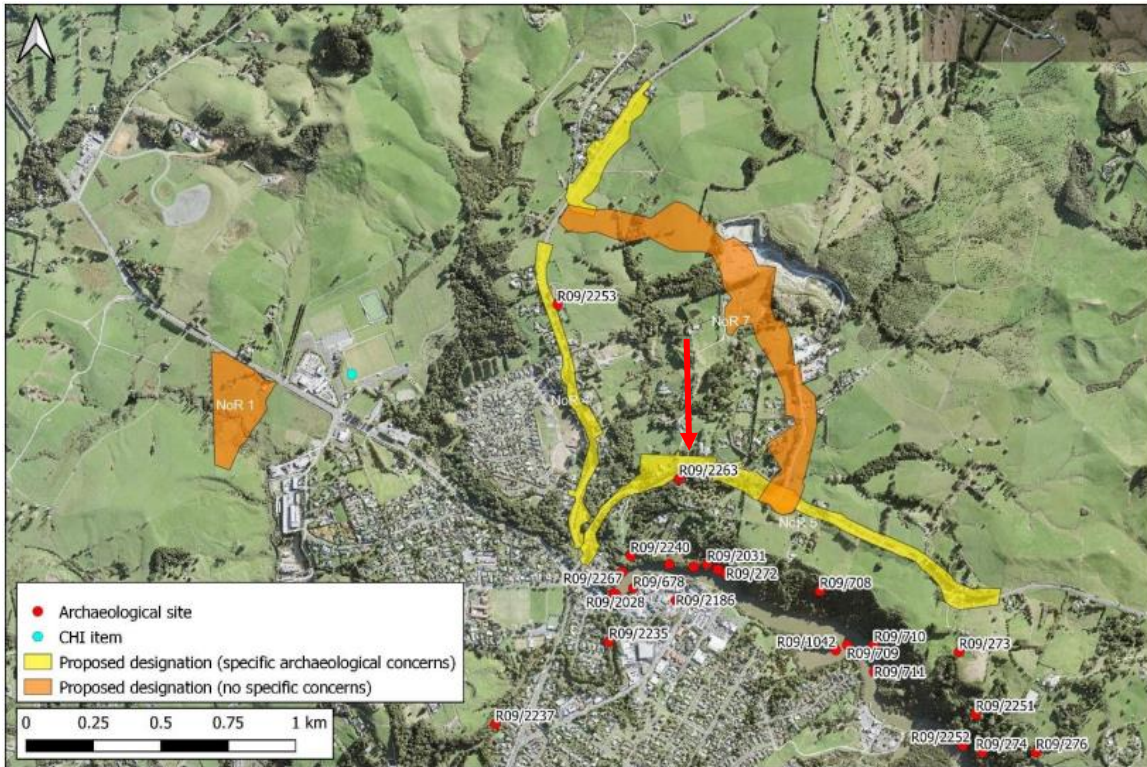 R09/2253
NoR 7
NoR 1
R09/2263
NoR 5
R09/2240
R09/2031
R09/2267
R09/678
R09/272
R09/2028
R09/2186
R09/708
R09/2235
R09/1042
R09/710
R09/709
R09/273
R09/711
R09/2251
R09/2237
R09/2252
R09/274
R09/276
Archaeological site
CHI item
Proposed designation (specific archaeological concerns)
Proposed designation (no specific concerns)
0 0.25 0.5 0.75 1 km